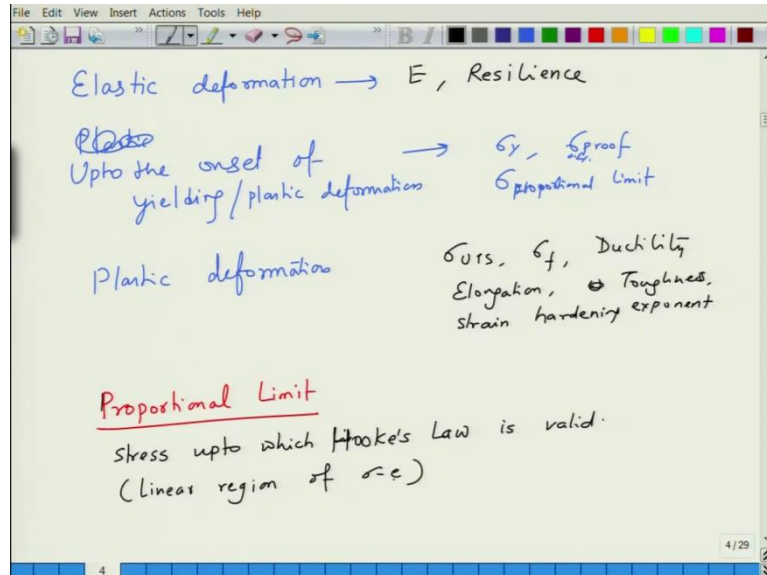 File Edit View Insert Actions Tools Help
Elastic deformation → E, Resilience
Upto the onset of → σy, σproof
yielding/plastic deformation σproportional limit
Plastic deformation σUTS, σf, Ductility
Elongation, Toughness,
strain hardening exponent
Proportional Limit
Stress upto which Hooke's Law is valid.
(Linear region of σ-e)
4/29
4